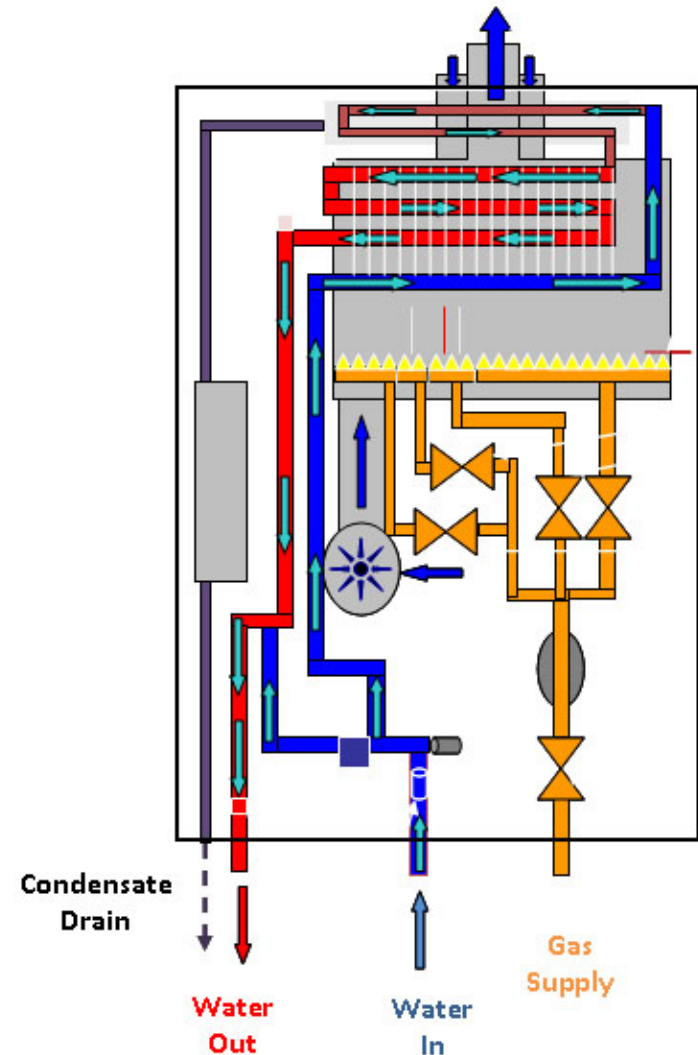 Condensate
Drain
Water
Out
Water
In
Gas
Supply